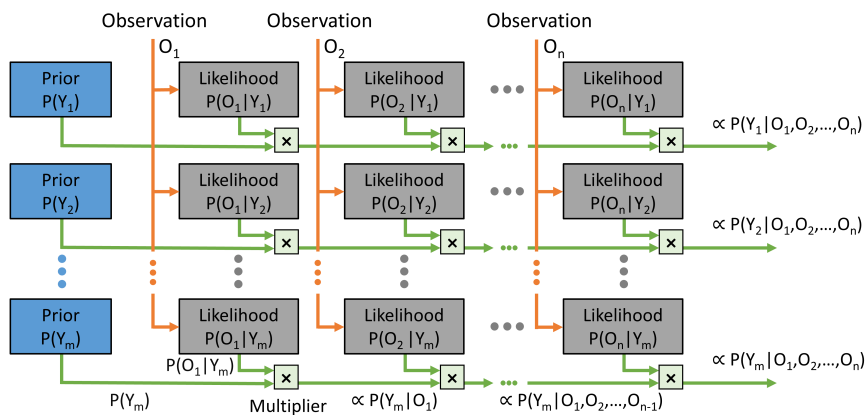 Observation Observation Observation
O1 O2 On
Prior Likelihood Likelihood Likelihood
P(Y1) P(O1|Y1) P(O2|Y1) P(On|Y1)
∝ P(Y1|O1,O2,...,On)
× × ×
Prior Likelihood Likelihood Likelihood
P(Y2) P(O1|Y2) P(O2|Y2) P(On|Y2)
∝ P(Y2|O1,O2,...,On)
× × ×
Prior Likelihood Likelihood Likelihood
P(Ym) P(O1|Ym) P(O2|Ym) P(On|Ym)
P(O1|Ym) ∝ P(Ym|O1,O2,...,On)
× × ×
P(Ym) Multiplier ∝ P(Ym|O1) ∝ P(Ym|O1,O2,...,On-1)